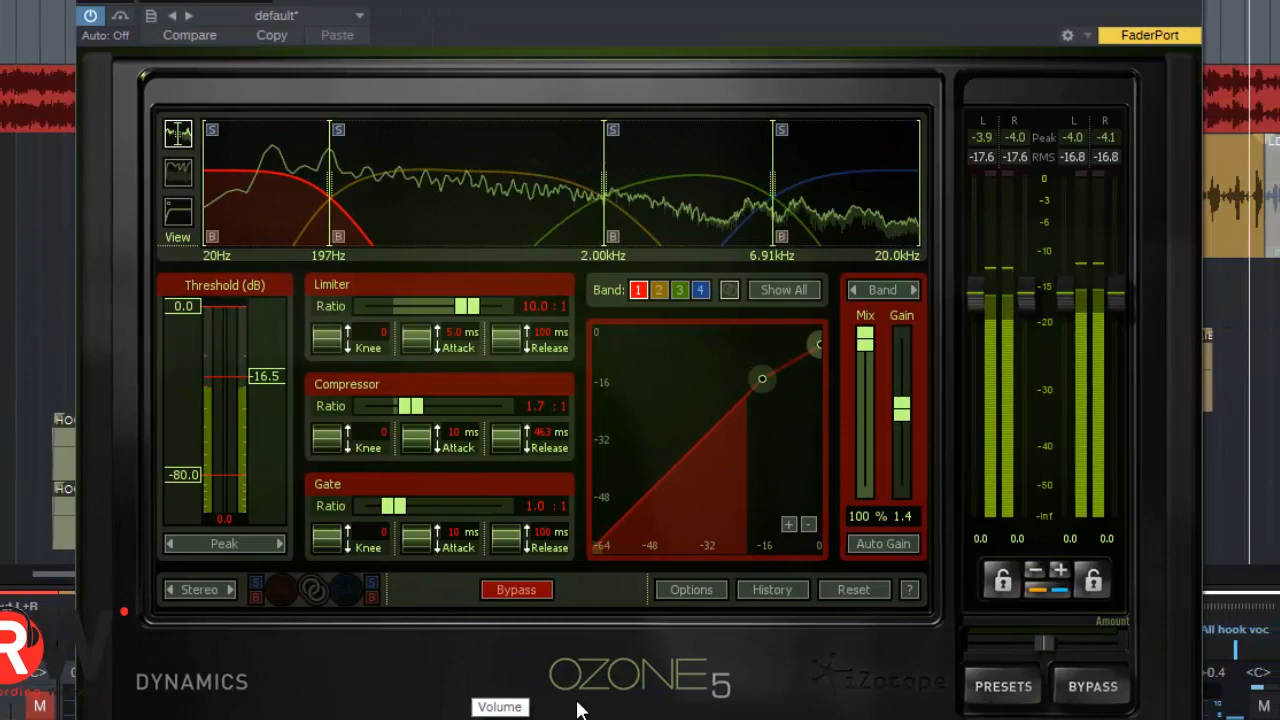 default*
Auto: Off Compare Copy Paste FaderPort
S S S S
L R L R
-3.9 -4.0 Peak -4.0 -4.1
-17.6 -17.6 RMS -16.8 -16.8
View
B B B B
20Hz 197Hz 2.00kHz 6.91kHz 20.0kHz
Threshold (dB)
0.0
-16.5
-80.0
0.0
Peak
Limiter
Ratio 10.0 : 1
0 5.0 ms 100 ms
Knee Attack Release
Compressor
Ratio 1.7 : 1
0 10 ms 463 ms
Knee Attack Release
Gate
Ratio 1.0 : 1
0 10 ms 100 ms
Knee Attack Release
Band: 1 2 3 4 Show All
0
-16
-32
-48
-64 -48 -32 -16 0
+ -
Band
Mix Gain
100 % 1.4
Auto Gain
0
-3
-6
-10
-15
-20
-30
-40
-50
-Inf
0.0 0.0 0.0 0.0
Stereo S B S B Bypass Options History Reset ?
Amount
DYNAMICS OZONE 5 iZotope
PRESETS BYPASS
Volume
L+R
R
M
All hook voc
+0.4 <C>
M